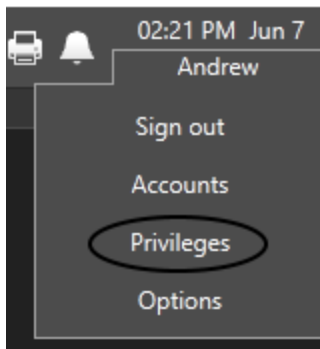 02:21 PM Jun 7
Andrew
Sign out
Accounts
Privileges
Options